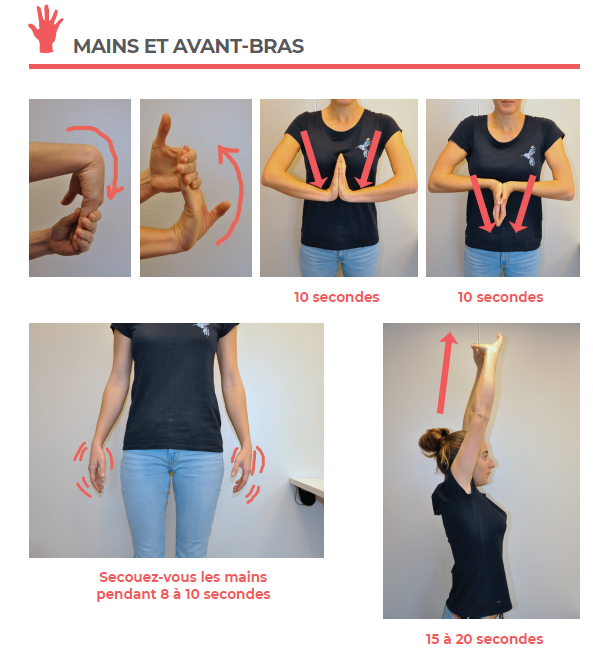 MAINS ET AVANT-BRAS
10 secondes
10 secondes
Secouez-vous les mains
pendant 8 à 10 secondes
15 à 20 secondes